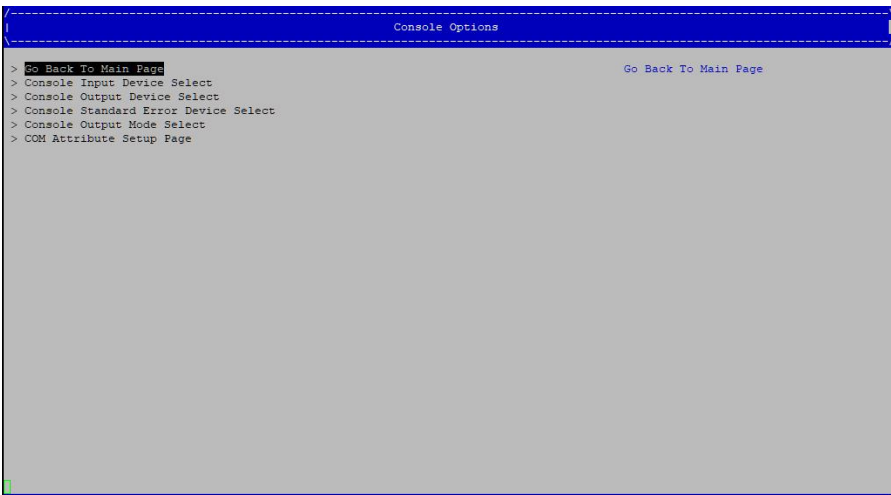 Console Options
> Go Back To Main Page
Go Back To Main Page
> Console Input Device Select
> Console Output Device Select
> Console Standard Error Device Select
> Console Output Mode Select
> COM Attribute Setup Page